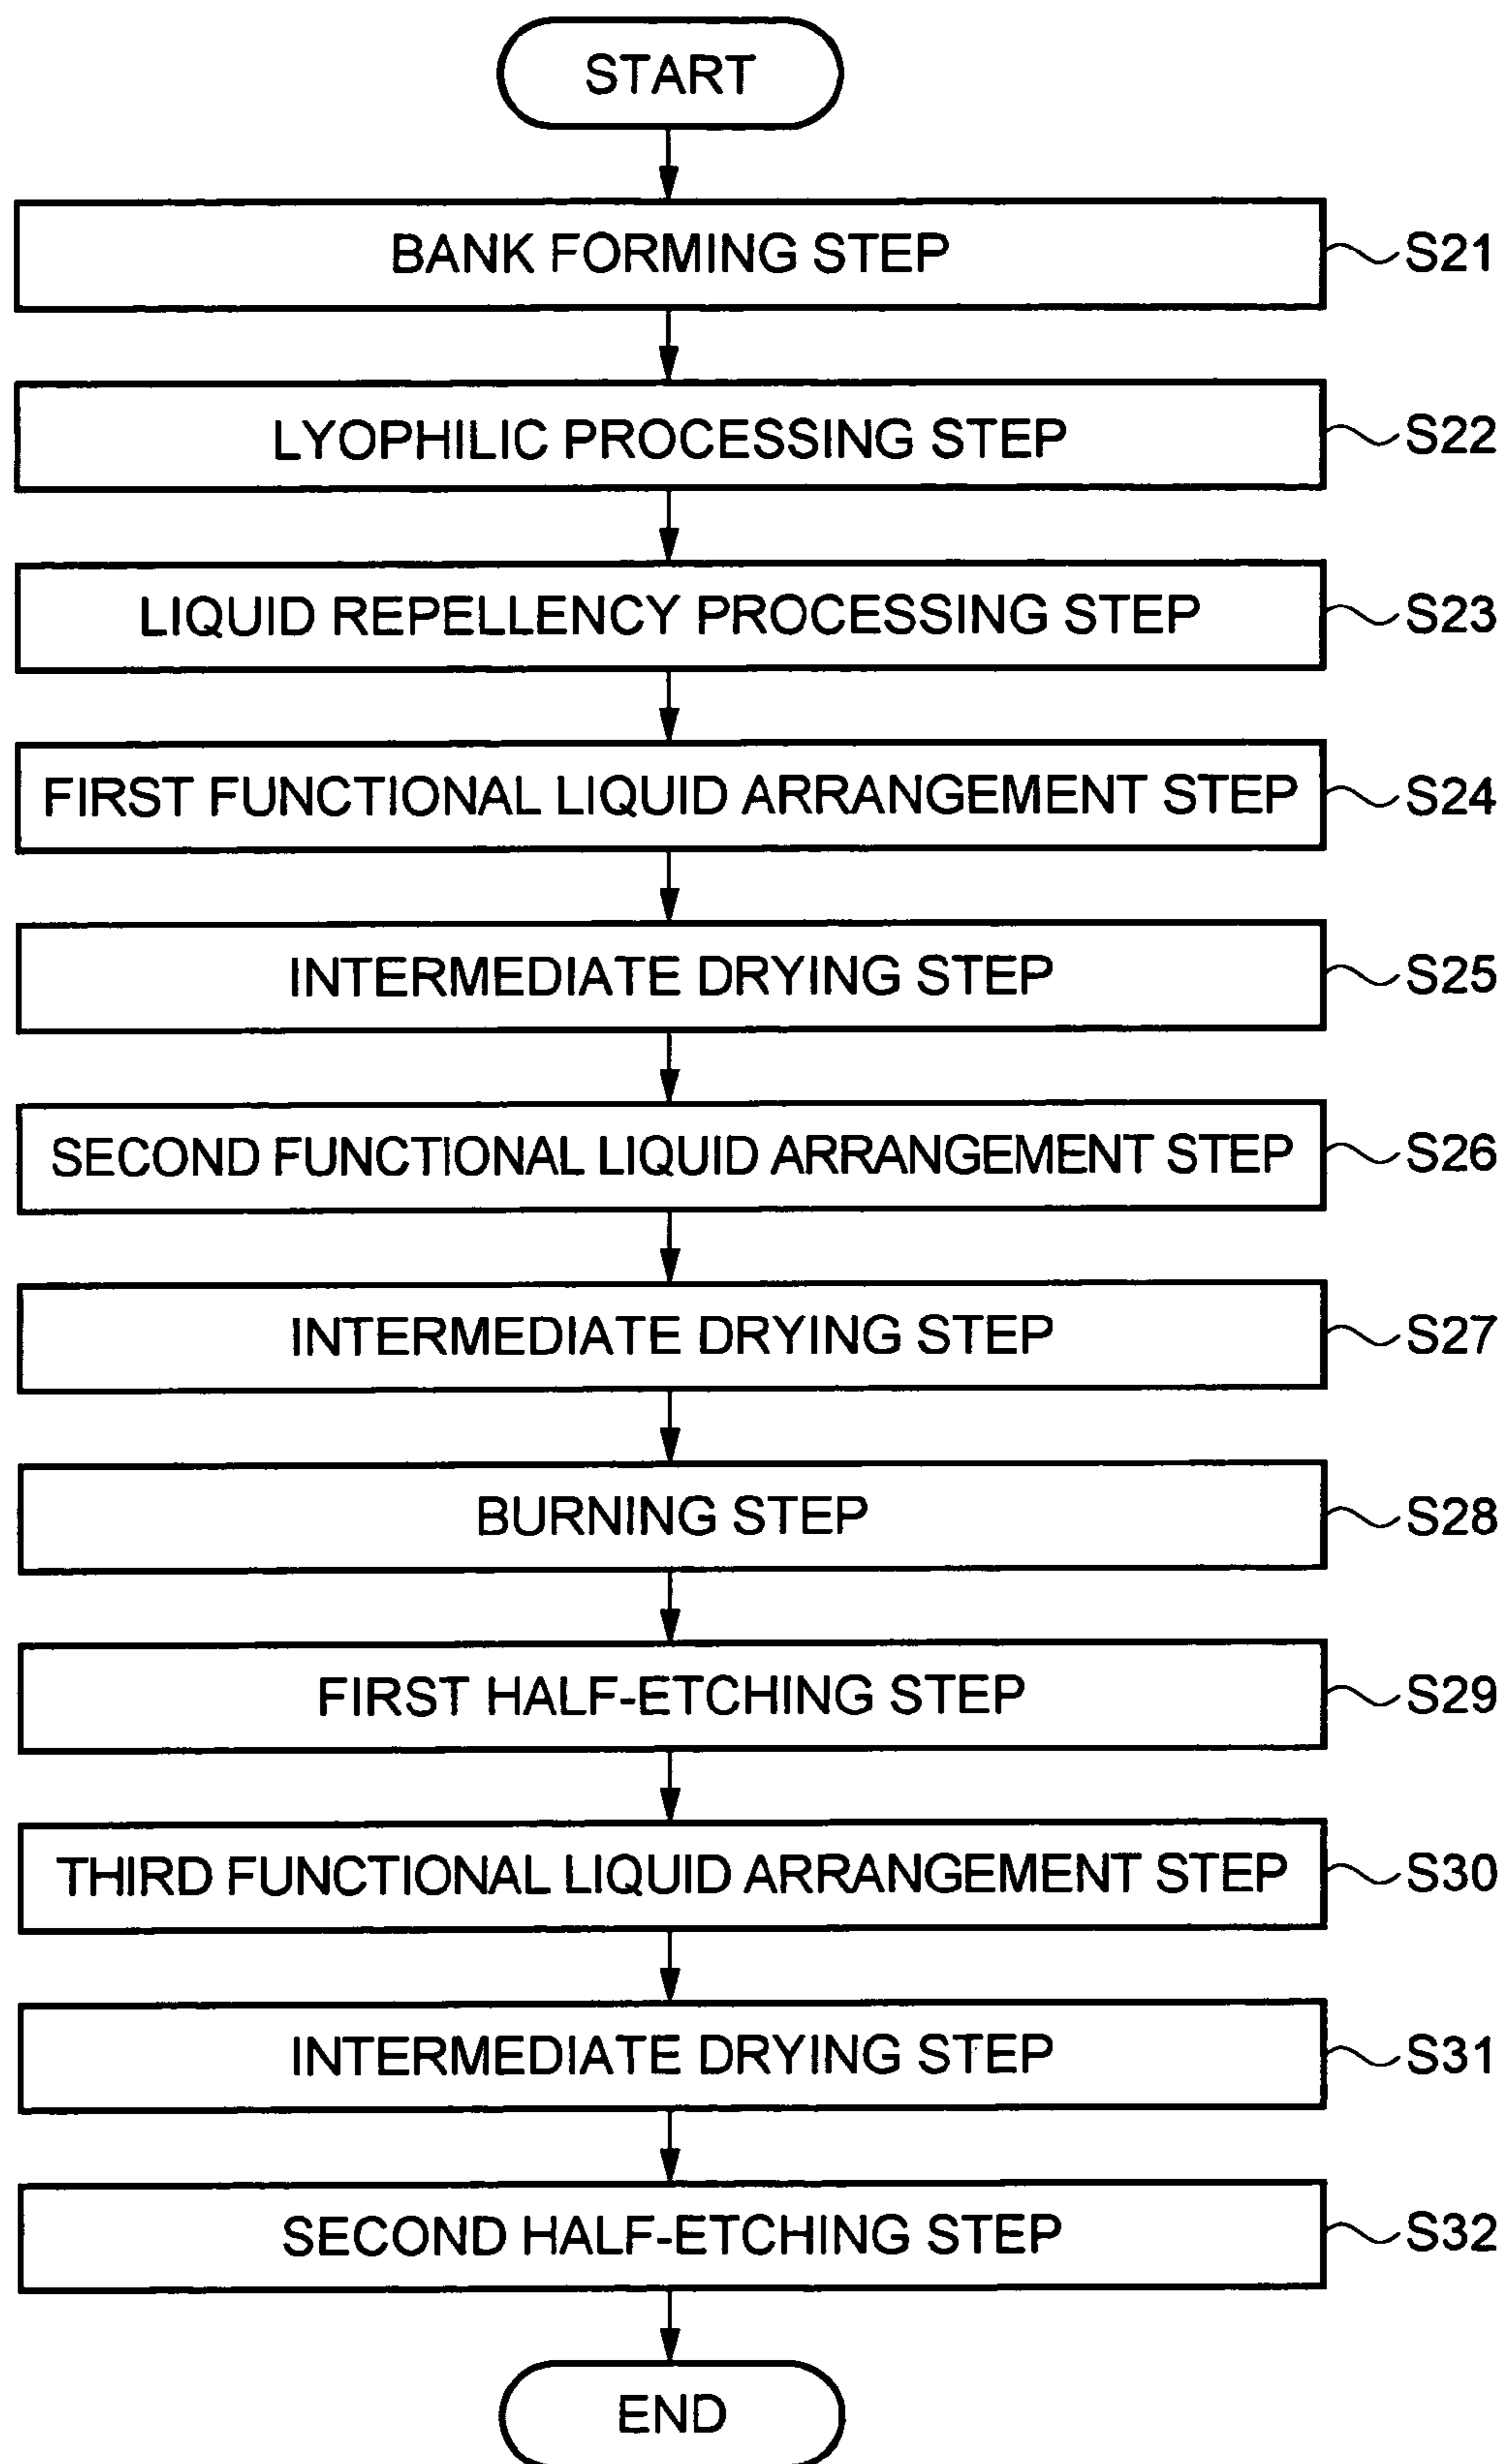 START
BANK FORMING STEP S21
LYOPHILIC PROCESSING STEP S22
LIQUID REPELLENCY PROCESSING STEP S23
FIRST FUNCTIONAL LIQUID ARRANGEMENT STEP S24
INTERMEDIATE DRYING STEP S25
SECOND FUNCTIONAL LIQUID ARRANGEMENT STEP S26
INTERMEDIATE DRYING STEP S27
BURNING STEP S28
FIRST HALF-ETCHING STEP S29
THIRD FUNCTIONAL LIQUID ARRANGEMENT STEP S30
INTERMEDIATE DRYING STEP S31
SECOND HALF-ETCHING STEP S32
END